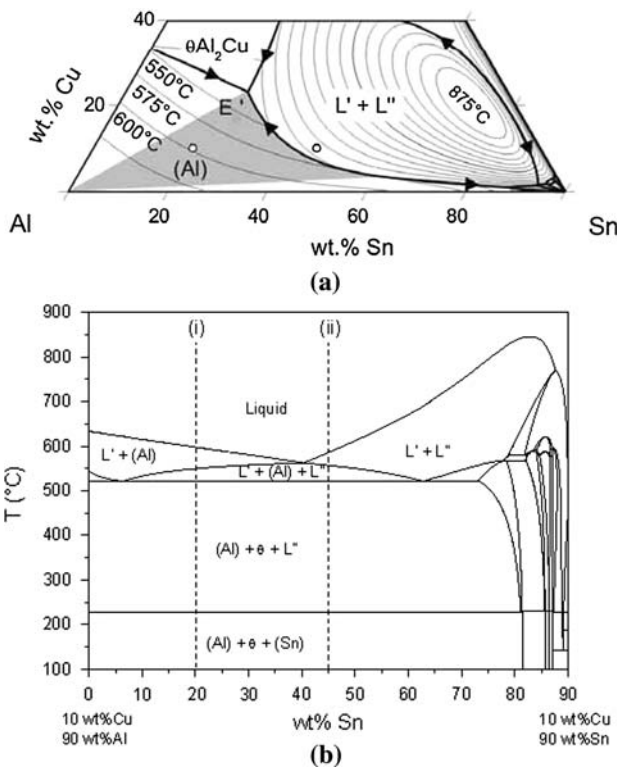 40
40
θAl₂Cu
wt.% Cu
20
550°C
575°C
600°C
E '
L' + L''
875°C
20
(Al)
20
40
60
80
Al
wt.% Sn
Sn
(a)
900
(i)
(ii)
800
700
Liquid
600
L' + (Al)
L' + L''
L' + (Al) + L''
500
T (°C)
400
(Al) + θ + L''
300
200
(Al) + θ + (Sn)
100
0
10
20
30
40
50
60
70
80
90
10 wt%Cu
wt% Sn
10 wt%Cu
90 wt%Al
90 wt%Sn
(b)